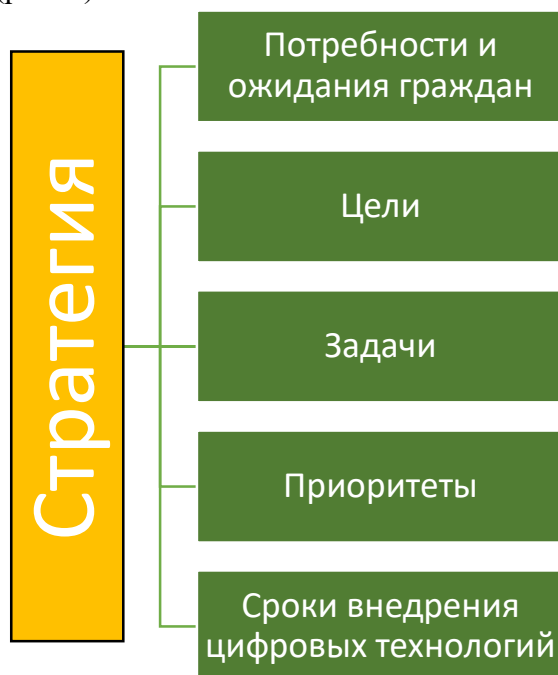 Стратегия
Потребности и
ожидания граждан
Цели
Задачи
Приоритеты
Сроки внедрения
цифровых технологий